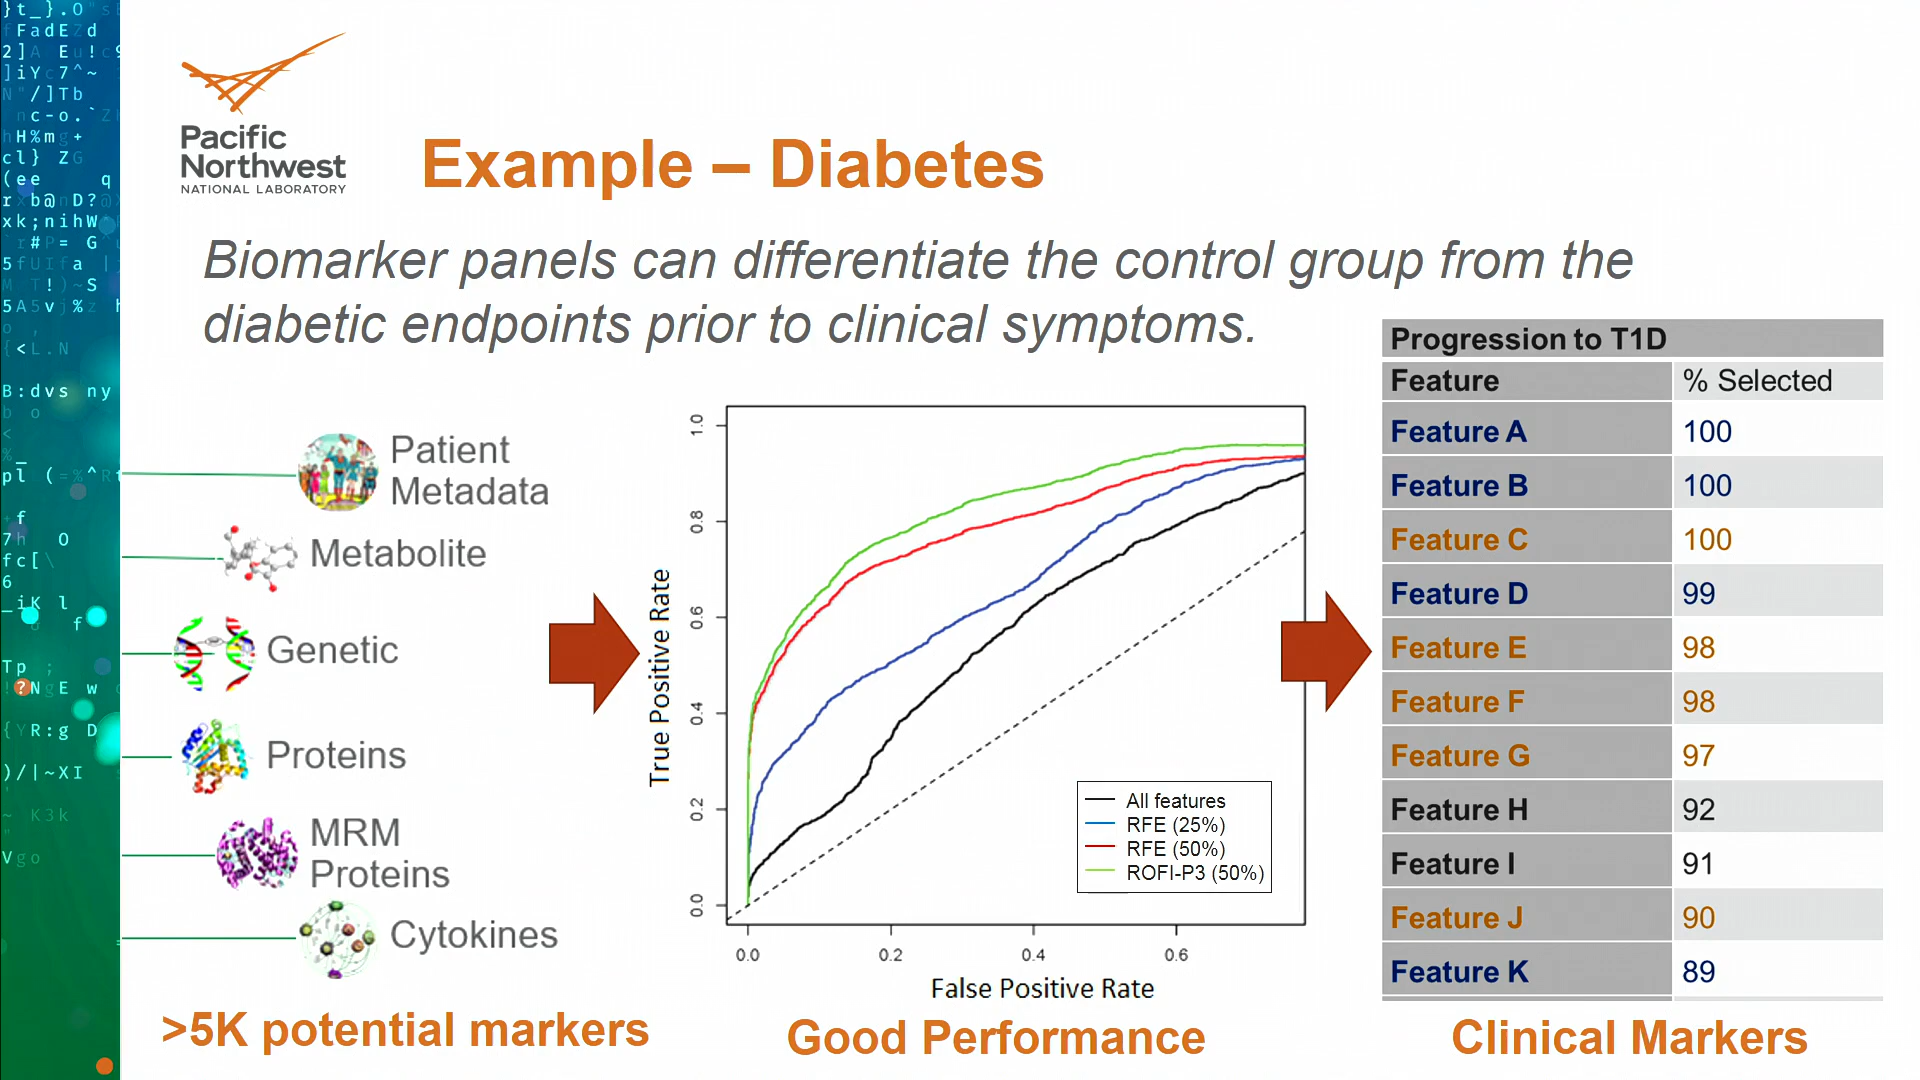 Pacific
Northwest
NATIONAL LABORATORY
Example – Diabetes
Biomarker panels can differentiate the control group from the
diabetic endpoints prior to clinical symptoms.
Patient
Metadata
Metabolite
Genetic
Proteins
MRM
Proteins
Cytokines
>5K potential markers
True Positive Rate
1.0
0.8
0.6
0.4
0.2
0.0
All features
RFE (25%)
RFE (50%)
ROFI-P3 (50%)
0.0 0.2 0.4 0.6
False Positive Rate
Good Performance
Progression to T1D
Feature % Selected
Feature A 100
Feature B 100
Feature C 100
Feature D 99
Feature E 98
Feature F 98
Feature G 97
Feature H 92
Feature I 91
Feature J 90
Feature K 89
Clinical Markers